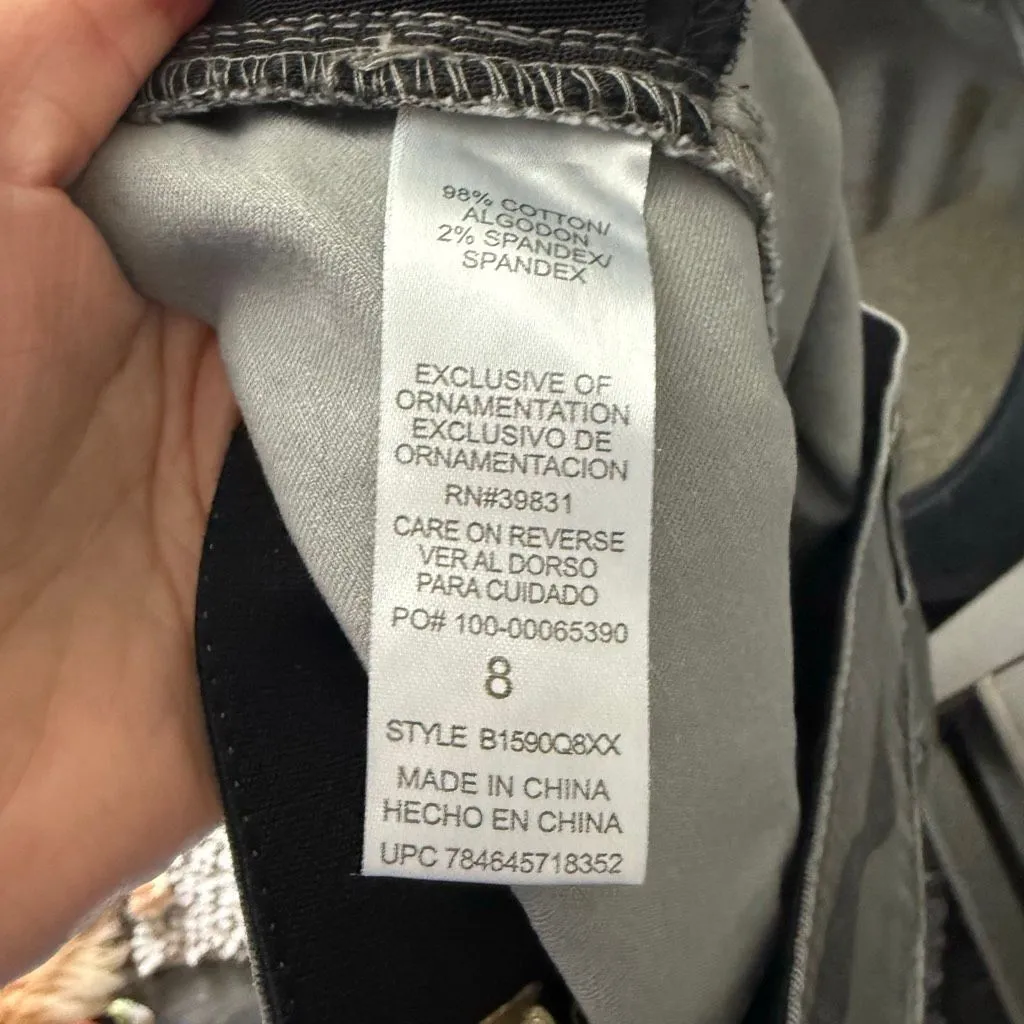 98% COTTON/
ALGODON
2% SPANDEX/
SPANDEX
EXCLUSIVE OF
ORNAMENTATION
EXCLUSIVO DE
ORNAMENTACION
RN#39831
CARE ON REVERSE
VER AL DORSO
PARA CUIDADO
PO# 100-00065390
8
STYLE B1590Q8XX
MADE IN CHINA
HECHO EN CHINA
UPC 784645718352